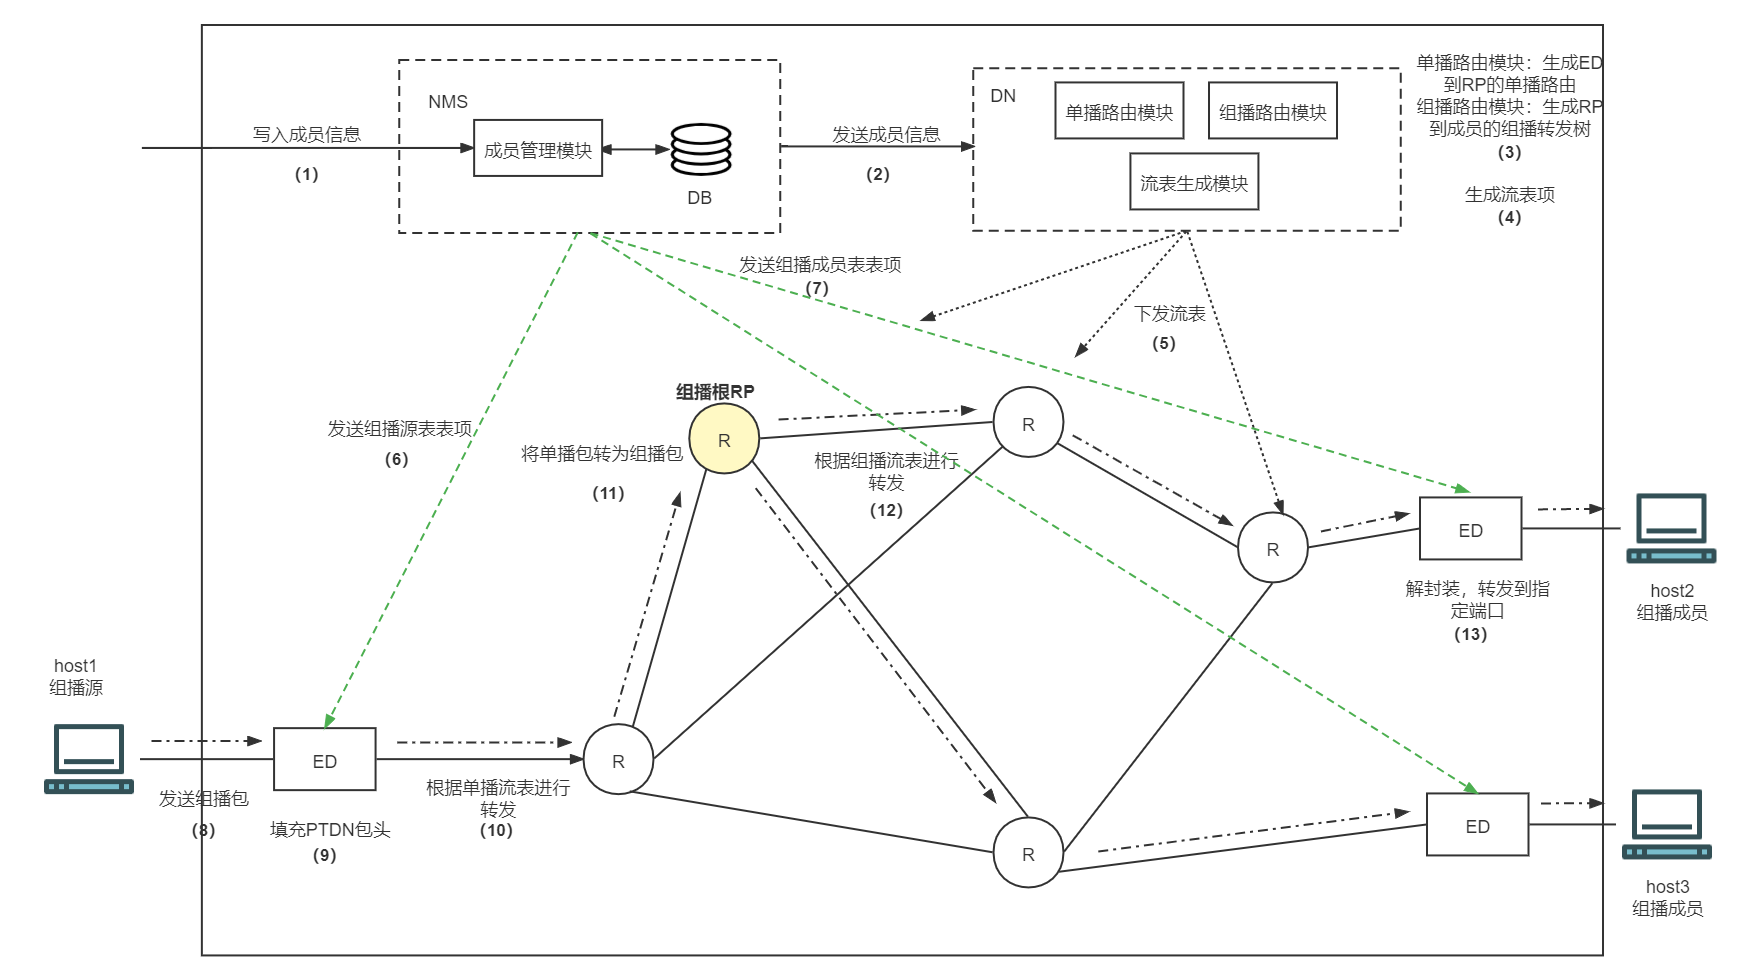 写入成员信息
（1）
NMS
成员管理模块
DB
发送成员信息
（2）
DN
单播路由模块
组播路由模块
流表生成模块
单播路由模块：生成ED
到RP的单播路由
组播路由模块：生成RP
到成员的组播转发树
（3）
生成流表项
（4）
发送组播成员表表项
（7）
下发流表
（5）
发送组播源表表项
（6）
组播根RP
R
将单播包转为组播包
（11）
R
根据组播流表进行
转发
（12）
R
ED
解封装，转发到指
定端口
（13）
host2
组播成员
host1
组播源
发送组播包
（8）
ED
填充PTDN包头
（9）
根据单播流表进行
转发
（10）
R
R
ED
host3
组播成员